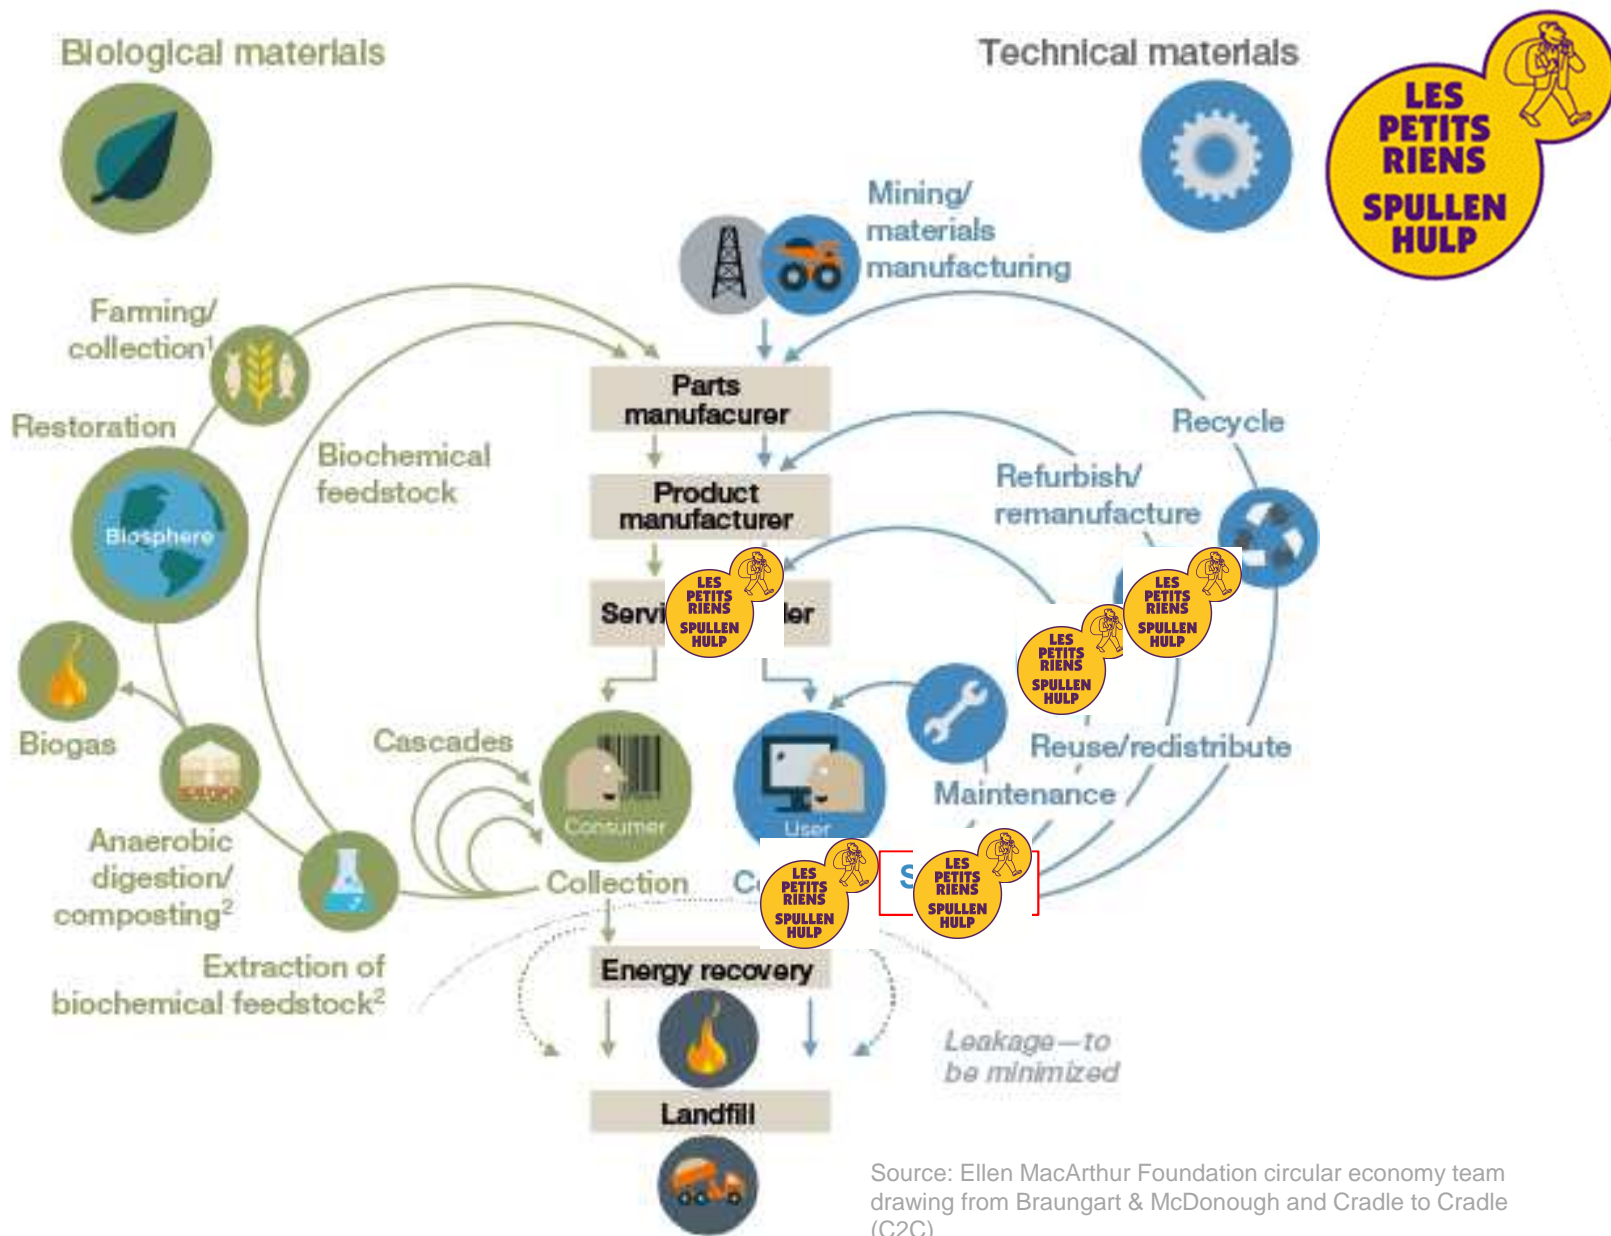 Biological materials
Technical materials
LES
PETITS
RIENS
SPULLEN
HULP
Mining/
materials
manufacturing
Farming/
collection¹
Restoration
Biosphere
Biochemical
feedstock
Parts
manufacurer
Recycle
Refurbish/
remanufacture
Product
manufacturer
LES
PETITS
RIENS
SPULLEN
HULP
LES
PETITS
RIENS
SPULLEN
HULP
LES
PETITS
RIENS
SPULLEN
HULP
Biogas
Cascades
Reuse/redistribute
Maintenance
Consumer
User
Anaerobic
digestion/
composting²
Collection
LES
PETITS
RIENS
SPULLEN
HULP
LES
PETITS
RIENS
SPULLEN
HULP
Extraction of
biochemical feedstock²
Energy recovery
Leakage—to
be minimized
Landfill
Source: Ellen MacArthur Foundation circular economy team
drawing from Braungart & McDonough and Cradle to Cradle
(C2C)